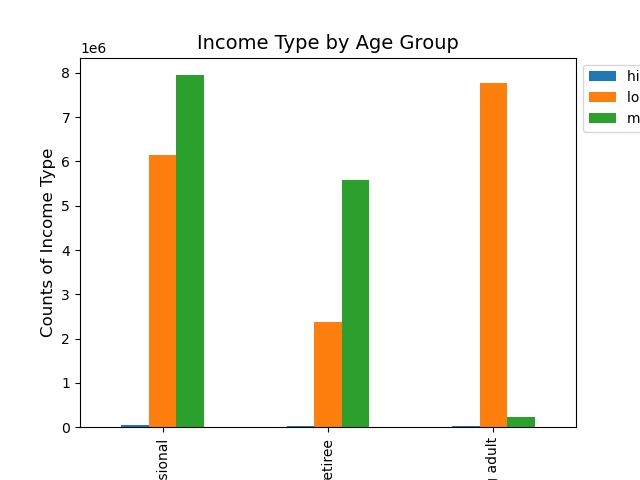 Income Type by Age Group
1e6
8
7
6
5
4
3
2
1
0
Counts of Income Type
sional
etiree
adult
hi
lo
m